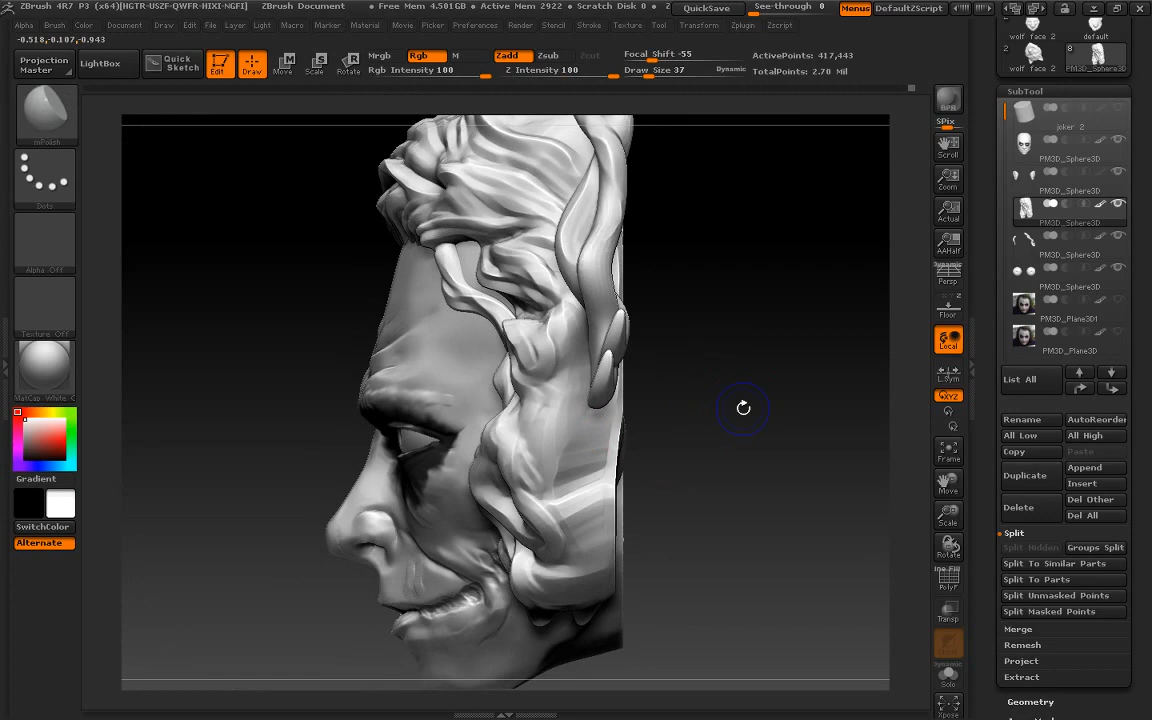 ZBrush 4R7 P3 (x64)[HGTR-USZF-QWFR-HIXI-NGFI] ZBrush Document • Free Mem 4.501GB • Active Mem 2922 • Scratch Disk 0 • Z QuickSave See-through 0 Menus DefaultZScript
Alpha Brush Color Document Draw Edit File Layer Light Macro Marker Material Movie Picker Preferences Render Stencil Stroke Texture Tool Transform Zplugin Zscript
-0.518,-0.107,-0.943
Projection Master
LightBox
Quick Sketch
Edit
Draw
Move
Scale
Rotate
Mrgb Rgb M Zadd Zsub Zcut
Rgb Intensity 100 Z Intensity 100
Focal Shift -55
Draw Size 37 Dynamic
ActivePoints: 417,443
TotalPoints: 2.70 Mil
mPolish
Dots
Alpha Off
Texture Off
MatCap White
Gradient
SwitchColor
Alternate
BPR
SPix
Scroll
Zoom
Actual
AAHalf
Dynamic
Persp
Floor
Local
L.Sym
XYZ
Frame
Move
Scale
Rotate
Line Fill
PolyF
Transp
Dynamic
Solo
Xpose
wolf face 2 default
2 8
wolf face 2 PM3D_Sphere3D
SubTool
joker 2
PM3D_Sphere3D
PM3D_Sphere3D
PM3D_Sphere3D
PM3D_Sphere3D
PM3D_Sphere3D
PM3D_Plane3D1
PM3D_Plane3D
List All
Rename AutoReorder
All Low All High
Copy Paste
Duplicate Append
Insert
Delete Del Other
Del All
Split
Split Hidden Groups Split
Split To Similar Parts
Split To Parts
Split Unmasked Points
Split Masked Points
Merge
Remesh
Project
Extract
Geometry